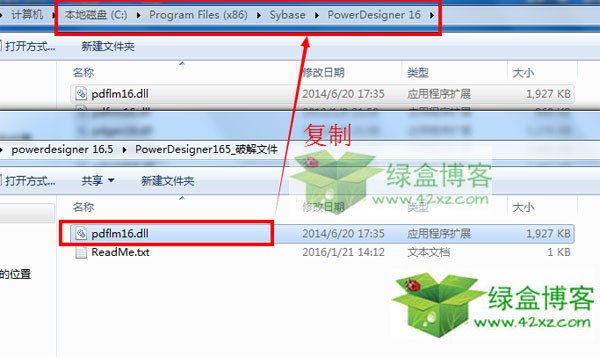 计算机 ▸ 本地磁盘 (C:) ▸ Program Files (x86) ▸ Sybase ▸ PowerDesigner 16 ▸
打开方式... 新建文件夹
名称 修改日期 类型 大小
pdflm16.dll 2014/6/20 17:35 应用程序扩展 1,927 KB
复制
powerdesigner 16.5 ▸ PowerDesigner165_破解文件
打开方式... 共享 新建文件夹
名称 修改日期 类型 大小
pdflm16.dll 2014/6/20 17:35 应用程序扩展 1,927 KB
ReadMe.txt 2016/1/21 14:12 文本文档 1 KB
的位置
绿盒博客
www.42xz.com
绿盒博客
www.42xz.com